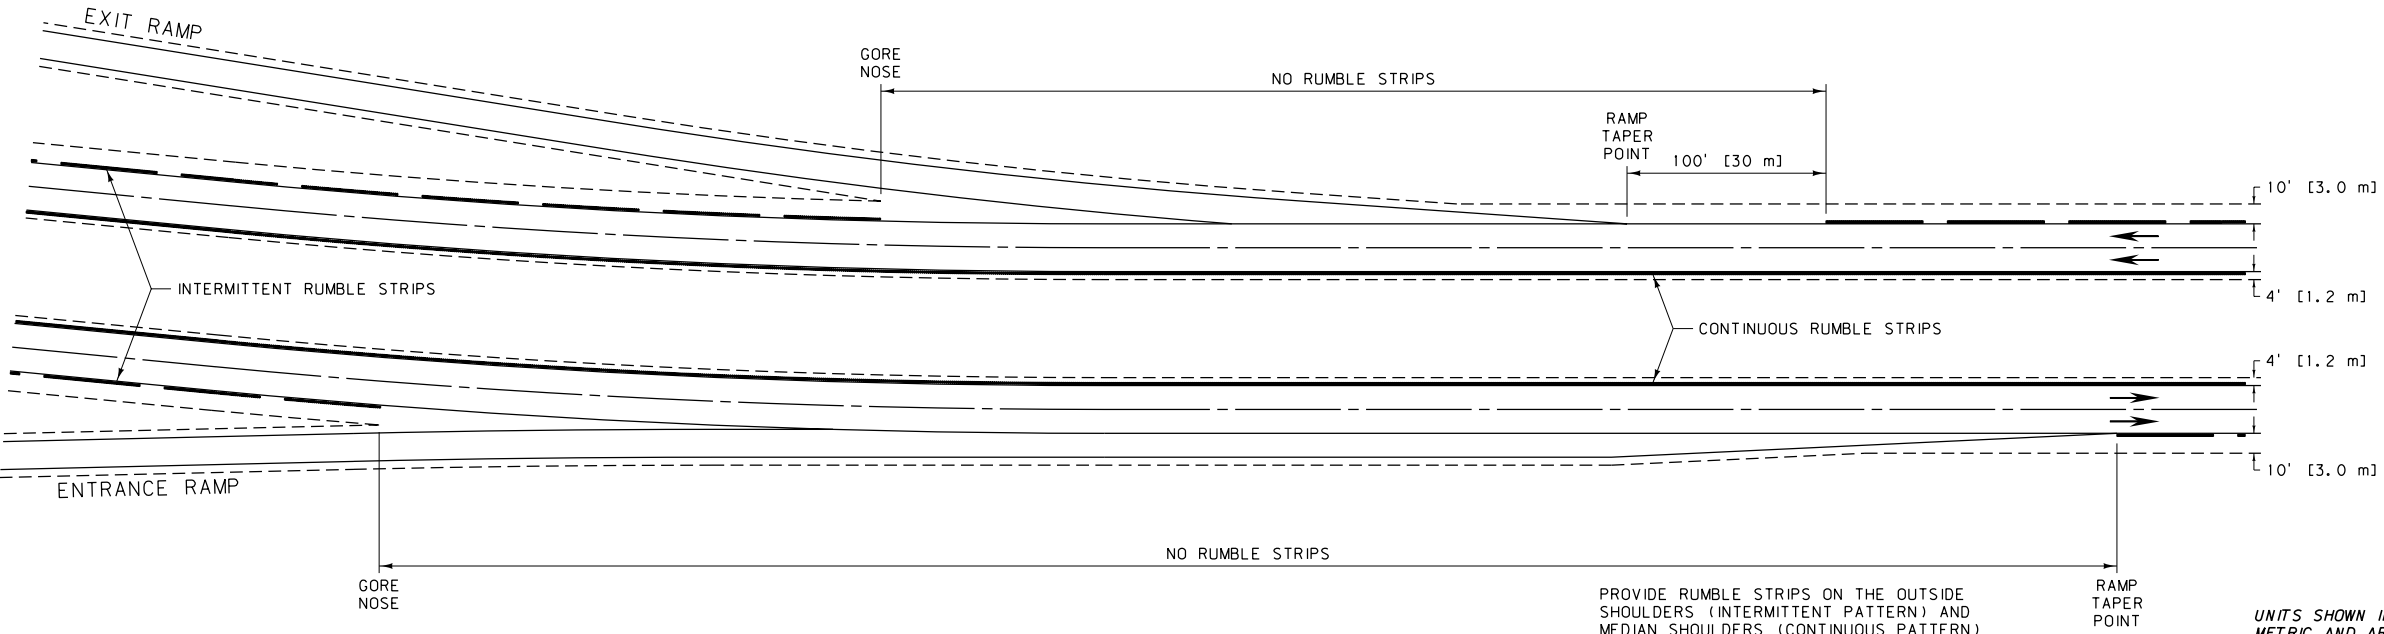 EXIT RAMP
GORE
NOSE
NO RUMBLE STRIPS
RAMP
TAPER
POINT
100' [30 m]
10' [3.0 m]
INTERMITTENT RUMBLE STRIPS
4' [1.2 m]
CONTINUOUS RUMBLE STRIPS
4' [1.2 m]
10' [3.0 m]
ENTRANCE RAMP
NO RUMBLE STRIPS
GORE
NOSE
RAMP
TAPER
POINT
PROVIDE RUMBLE STRIPS ON THE OUTSIDE
SHOULDERS (INTERMITTENT PATTERN) AND
MEDIAN SHOULDERS (CONTINUOUS PATTERN)
UNITS SHOWN
METRIC AND